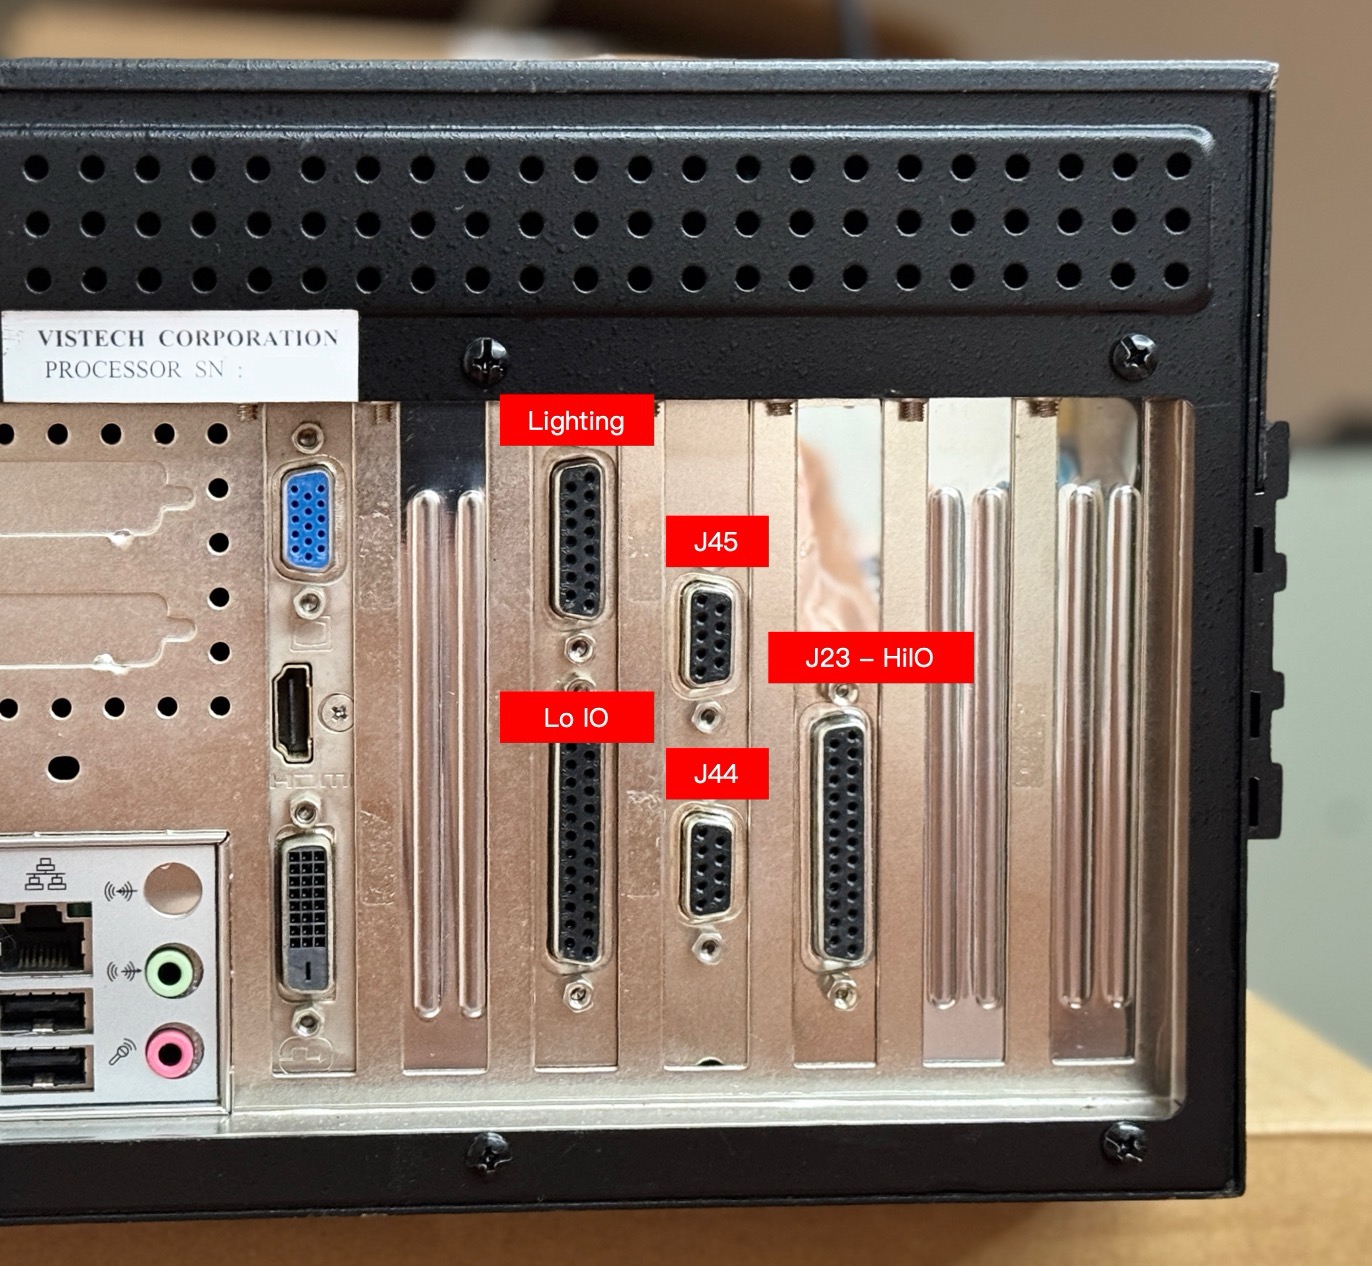 VISTECH CORPORATION
PROCESSOR SN :
Lighting
J45
J23 – HiIO
Lo IO
J44
HDMI